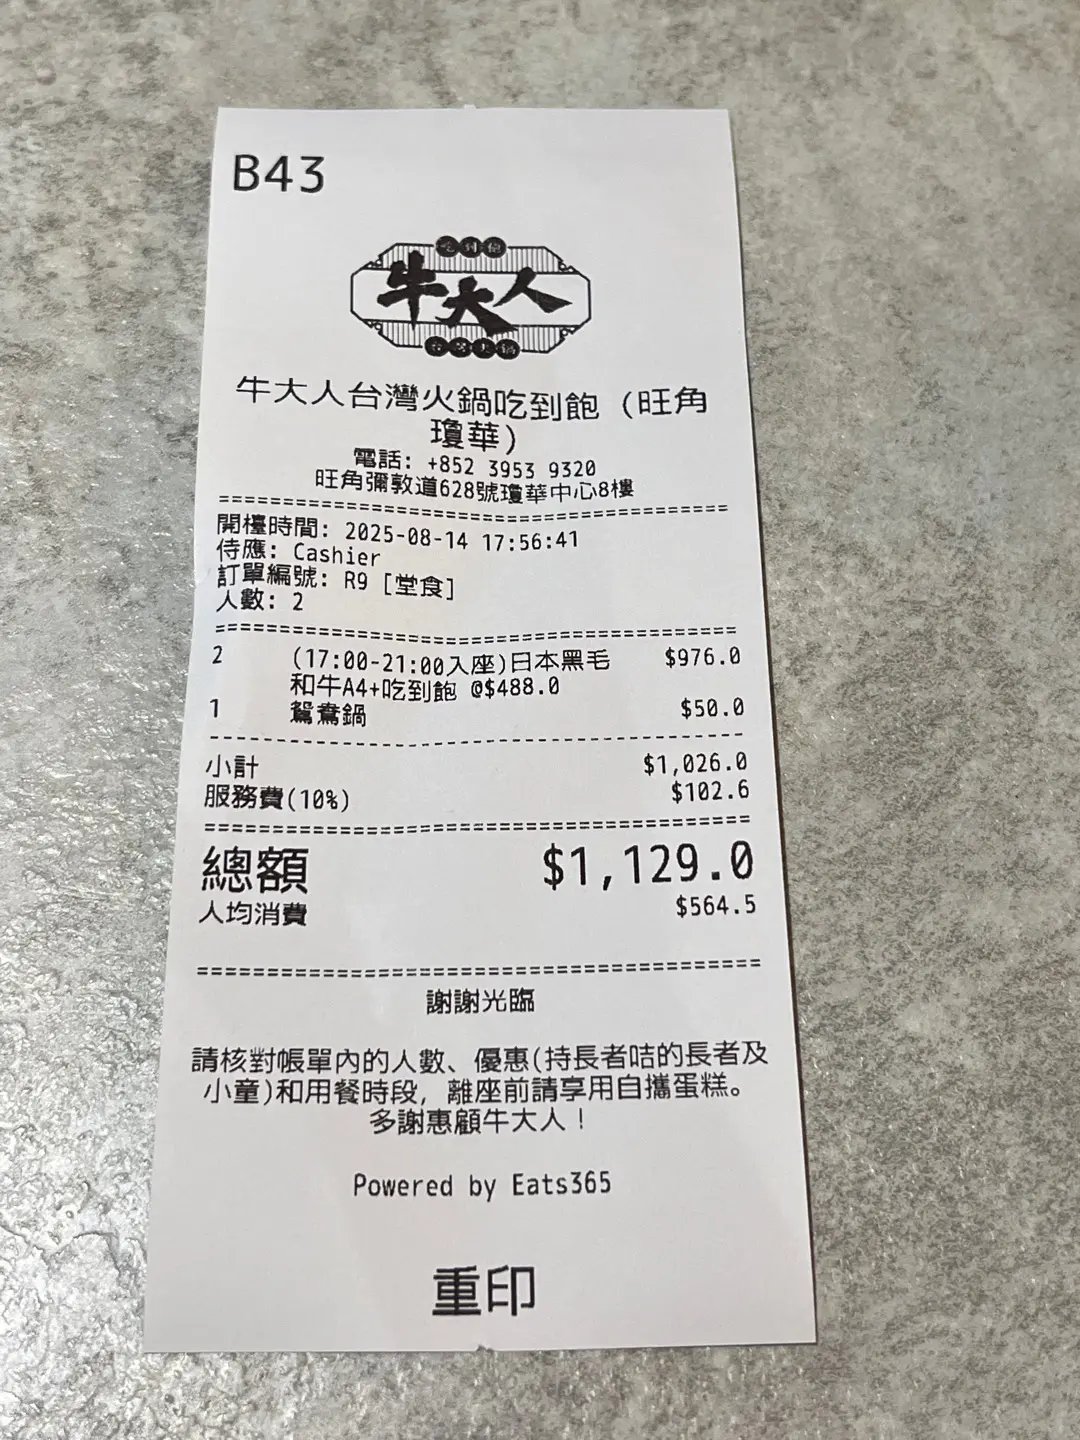 B43
吃到飽
牛大人
台灣火鍋
牛大人台灣火鍋吃到飽 (旺角
瓊華)
電話: +852 3953 9320
旺角彌敦道628號瓊華中心8樓
開檯時間: 2025-08-14 17:56:41
侍應: Cashier
訂單編號: R9 [堂食]
人數: 2
2 (17:00-21:00入座)日本黑毛 $976.0
和牛A4+吃到飽 @$488.0
1 鴛鴦鍋 $50.0
小計 $1,026.0
服務費(10%) $102.6
總額 $1,129.0
人均消費 $564.5
謝謝光臨
請核對帳單內的人數、優惠(持長者咭的長者及
小童)和用餐時段, 離座前請享用自攜蛋糕。
多謝惠顧牛大人!
Powered by Eats365
重印